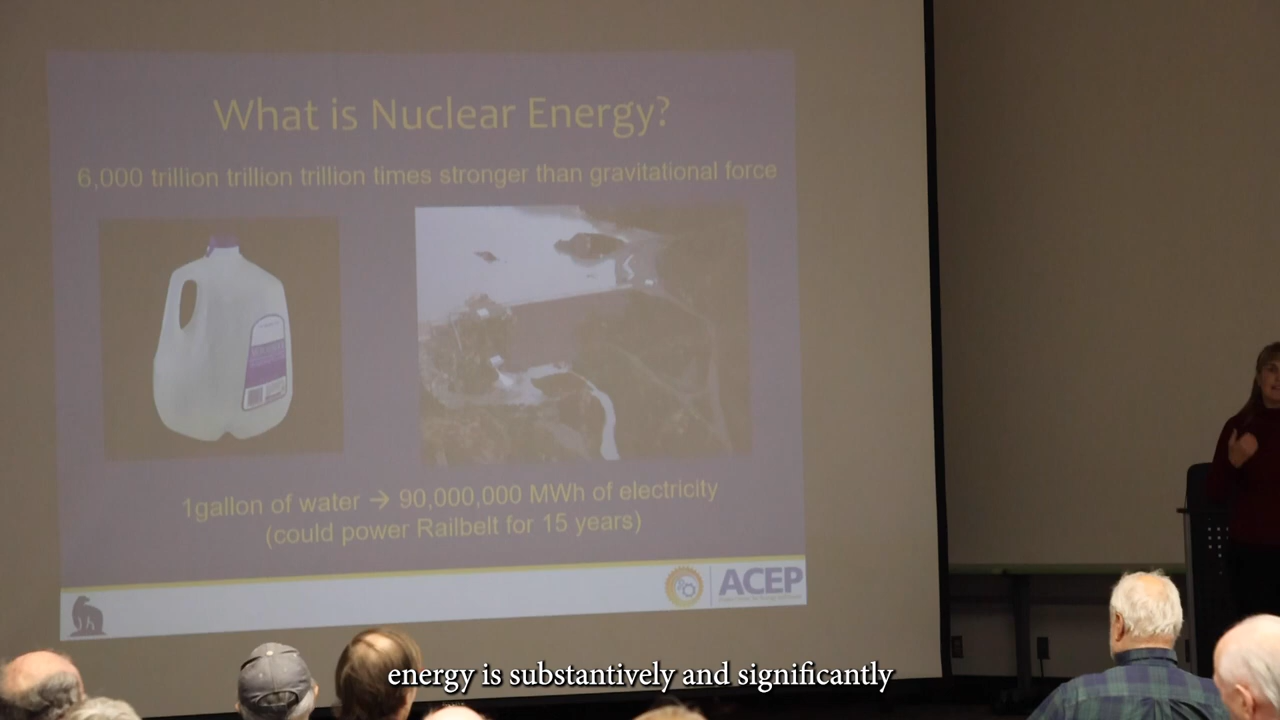 What is Nuclear Energy?
6,000 trillion trillion trillion times stronger than gravitational force
1gallon of water → 90,000,000 MWh of electricity
(could power Railbelt for 15 years)
ACEP
energy is substantively and significantly